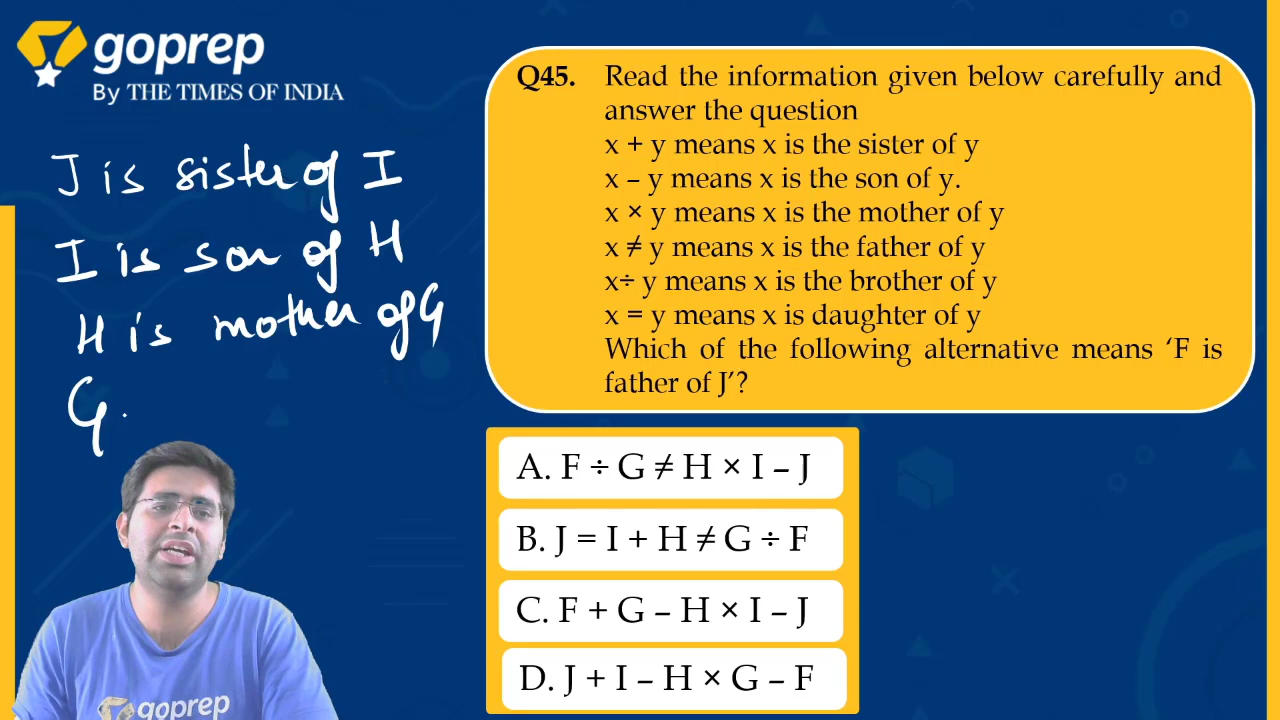 goprep
By THE TIMES OF INDIA
J is sister of I
I is son of H
H is mother of G
G.
Q45. Read the information given below carefully and
answer the question
x + y means x is the sister of y
x – y means x is the son of y.
x × y means x is the mother of y
x ≠ y means x is the father of y
x÷ y means x is the brother of y
x = y means x is daughter of y
Which of the following alternative means ‘F is
father of J’?
A. F ÷ G ≠ H × I – J
B. J = I + H ≠ G ÷ F
C. F + G – H × I – J
D. J + I – H × G – F
goprep